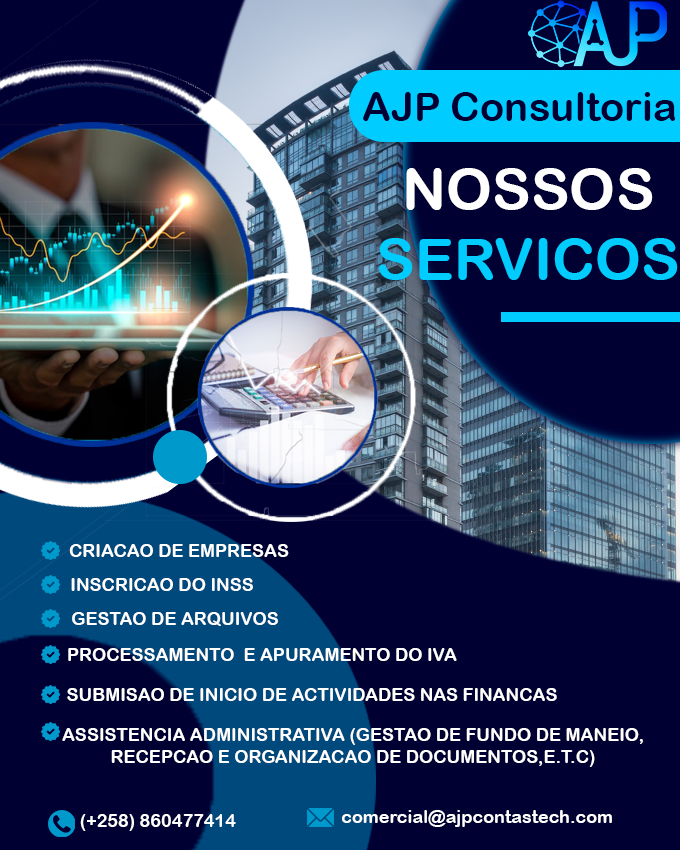 AJP
AJP Consultoria
NOSSOS
SERVICOS
CRIACAO DE EMPRESAS
INSCRICAO DO INSS
GESTAO DE ARQUIVOS
PROCESSAMENTO E APURAMENTO DO IVA
SUBMISAO DE INICIO DE ACTIVIDADES NAS FINANCAS
ASSISTENCIA ADMINISTRATIVA (GESTAO DE FUNDO DE MANEIO,
RECEPCAO E ORGANIZACAO DE DOCUMENTOS,E.T.C)
(+258) 860477414
comercial@ajpcontastech.com